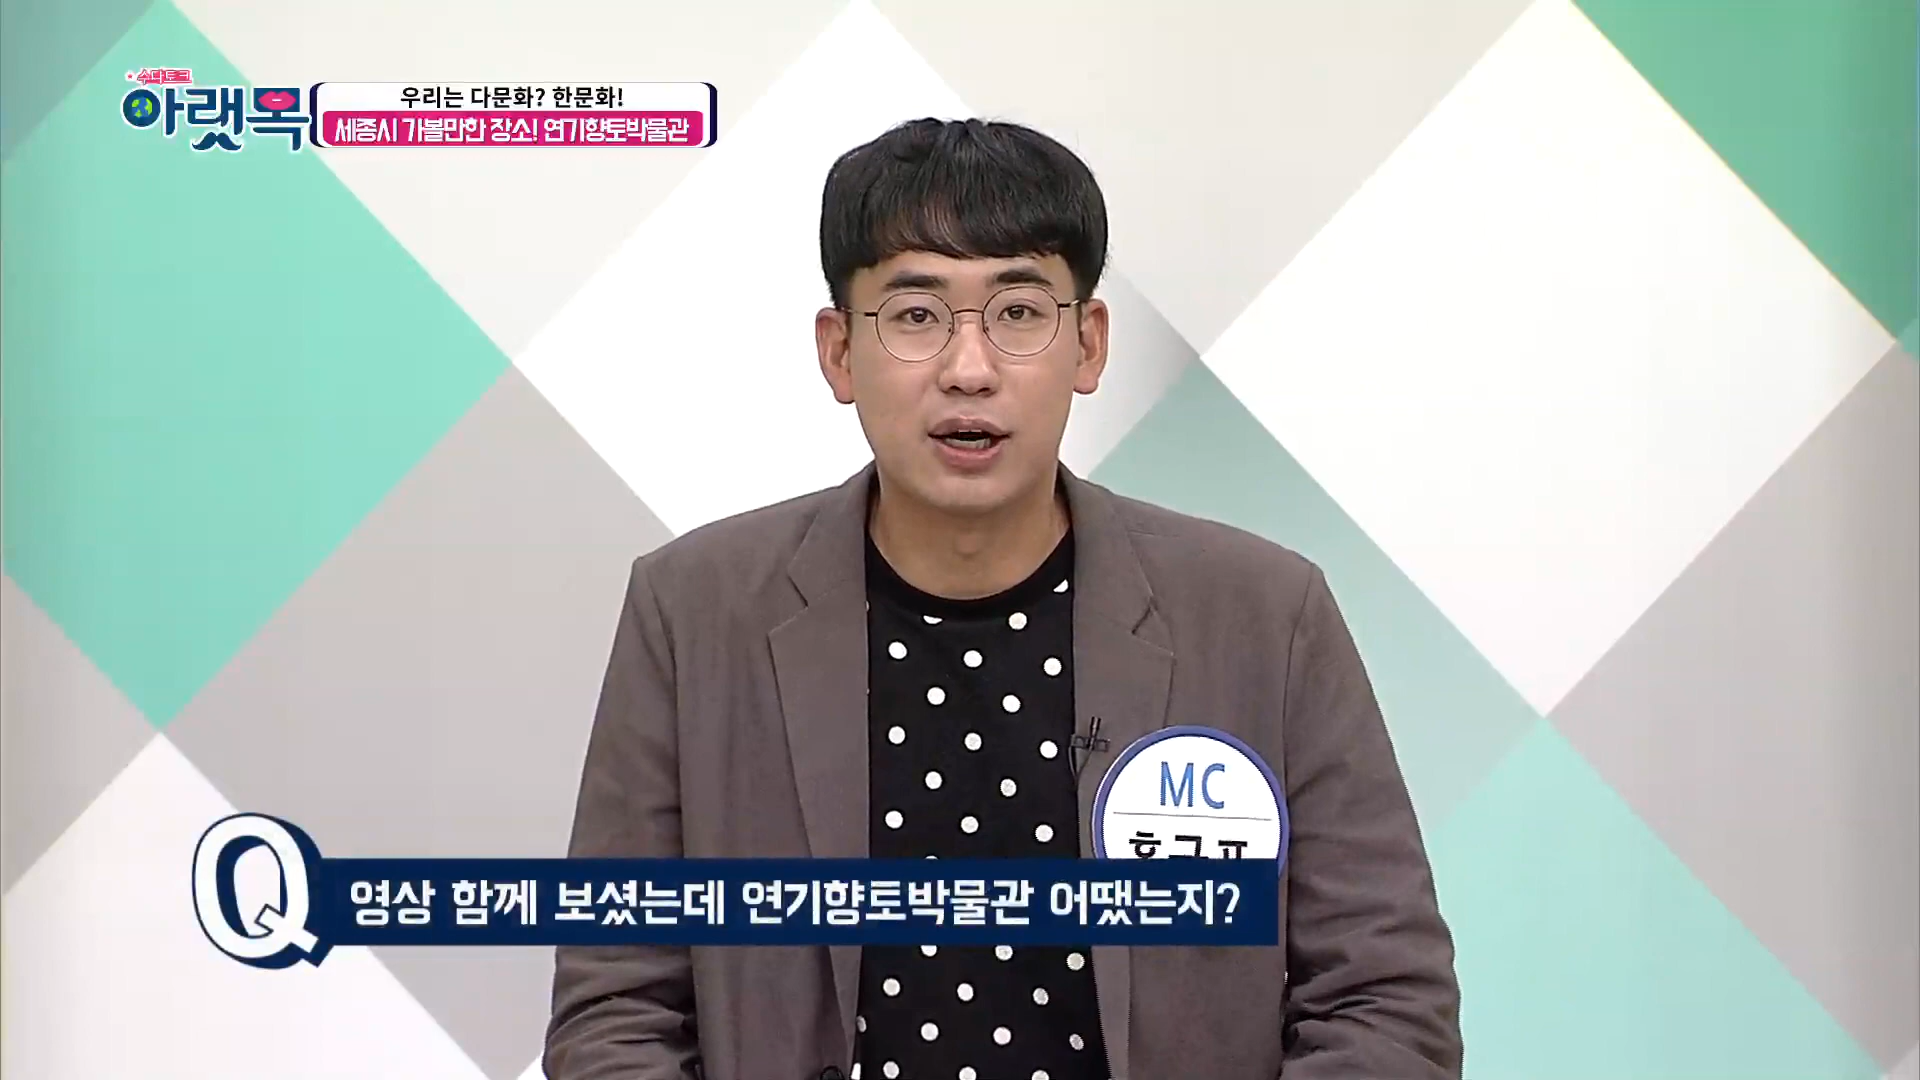 수다토크
아랫목
우리는 다문화? 한문화!
세종시 가볼만한 장소! 연기향토박물관
MC
Q 영상 함께 보셨는데 연기향토박물관 어땠는지?